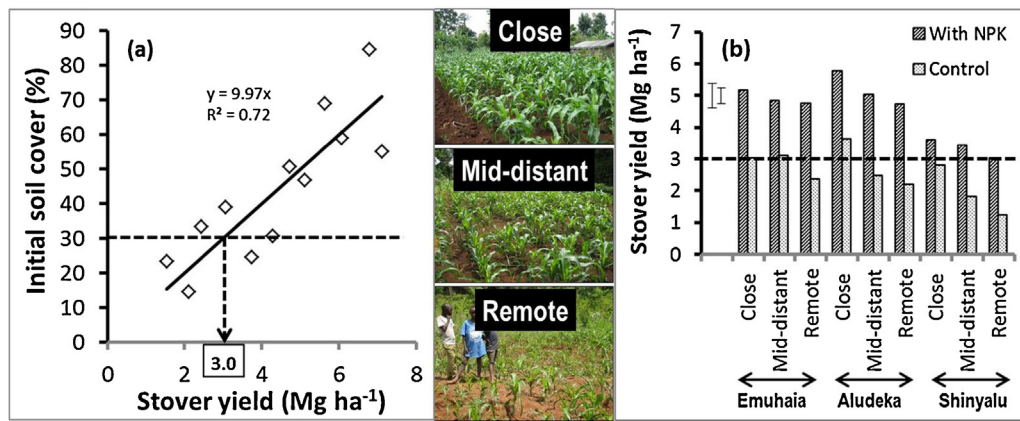 (a)
Initial soil cover (%)
90
80
70
60
50
40
30
20
10
0
y = 9.97x
R² = 0.72
3.0
0 2 4 6 8
Stover yield (Mg ha⁻¹)
Close
Mid-distant
Remote
(b)
With NPK
Control
Stover yield (Mg ha⁻¹)
7
6
5
4
3
2
1
0
Close
Mid-distant
Remote
Close
Mid-distant
Remote
Close
Mid-distant
Remote
Emuhaia Aludeka Shinyalu